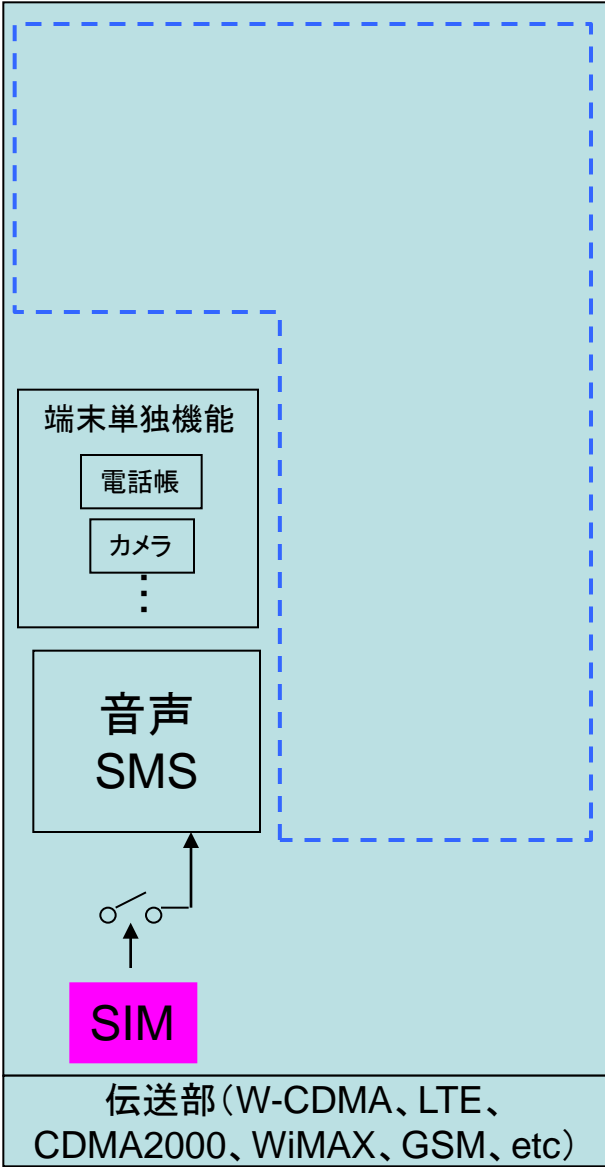 端末単独機能
電話帳
カメラ
⋮
音声
SMS
SIM
伝送部（W-CDMA、LTE、
CDMA2000、WiMAX、GSM、etc）